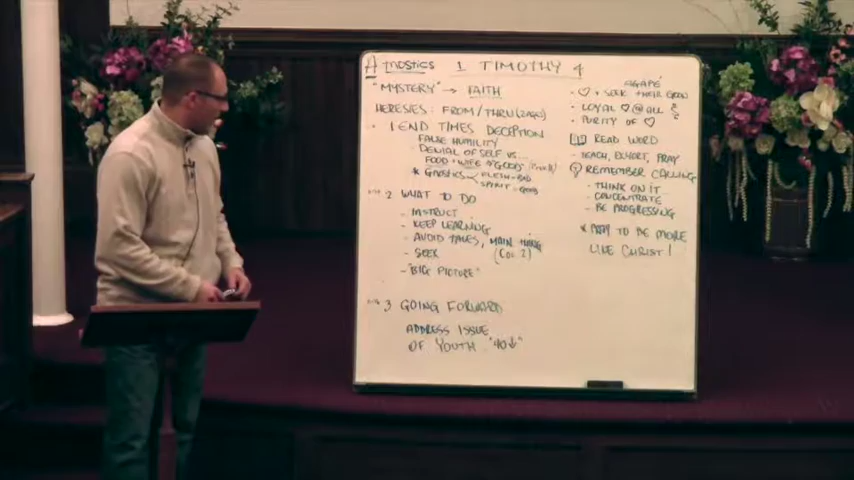 1 TIMOTHY 4
"MYSTERY" → FAITH
HERESIES: FROM/THRU
1 END TIMES DECEPTION
FALSE HUMILITY
DENIAL OF SELF VS...
FOOD WIFE GOODS
* GNOSTICS FLESH-BAD
SPIRIT-GOOD
2 WHAT TO DO
- INSTRUCT
- KEEP LEARNING
- AVOID TALES, MAIN THING
- SEEK (COL 2)
- "BIG PICTURE"
3 GOING FORWARD
ADDRESS ISSUE
OF YOUTH "40↓"
AGAPE
• ♡ + SEEK THEIR GROW
• LOYAL ♡ @ ALL
• PURITY OF ♡
READ WORD
- TEACH, EXHORT, PRAY
REMEMBER CALLING
- THINK ON IT
- CONCENTRATE
- BE PROGRESSING
* PRAY TO BE MORE
LIKE CHRIST!